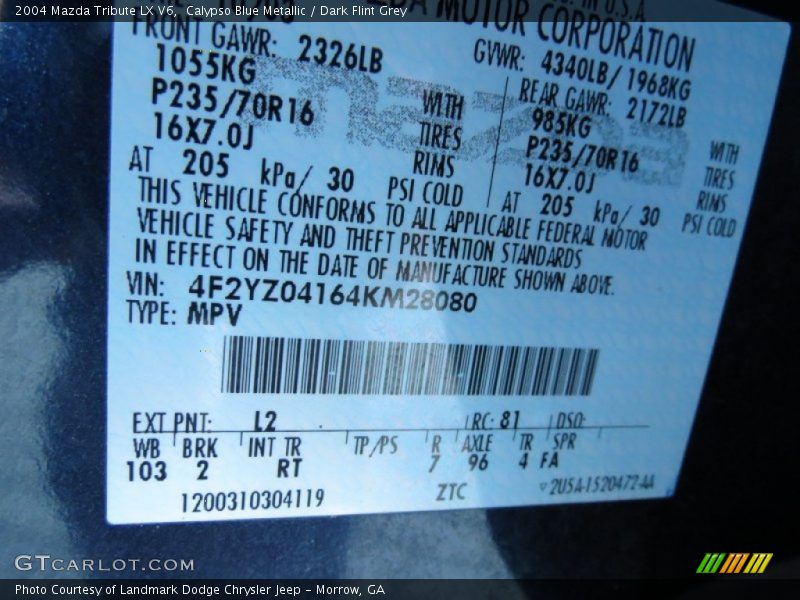 2004 Mazda Tribute LX V6, Calypso Blue Metallic / Dark Flint Grey
MOTOR CORPORATION
FRONT GAWR: 2326LB
GVWR: 4340LB/1968KG
1055KG WITH
REAR GAWR: 2172LB
P235/70R16 TIRES
985KG WITH
16X7.0J RIMS
P235/70R16 TIRES
AT 205 kPa/ 30 PSI COLD
16X7.0J RIMS
AT 205 kPa/ 30 PSI COLD
mazda
THIS VEHICLE CONFORMS TO ALL APPLICABLE FEDERAL MOTOR
VEHICLE SAFETY AND THEFT PREVENTION STANDARDS
IN EFFECT ON THE DATE OF MANUFACTURE SHOWN ABOVE.
VIN: 4F2YZ04164KM28080
TYPE: MPV
EXT PNT: L2 RC: 81 DSO:
WB BRK INT TR TP/PS R AXLE TR SPR
103 2 RT 7 96 4 FA
1200310304119 ZTC 2U5A-1520472-AA
GTCARLOT.COM
Photo Courtesy of Landmark Dodge Chrysler Jeep - Morrow, GA